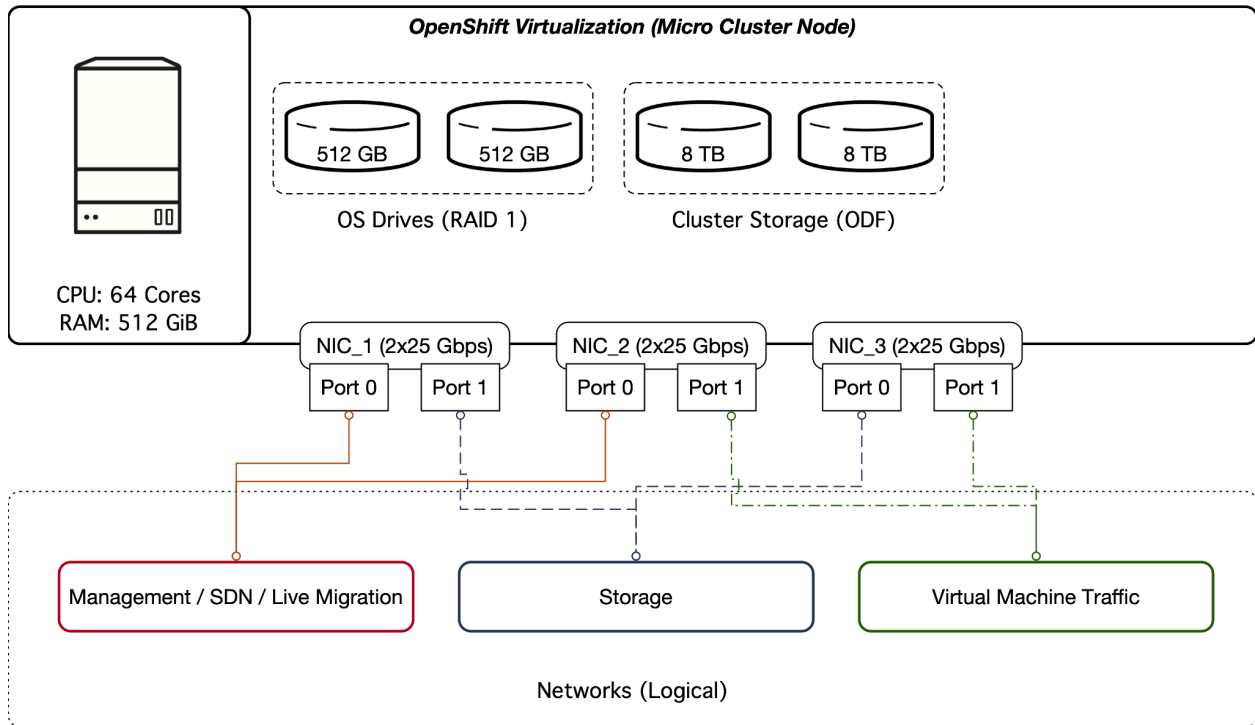 OpenShift Virtualization (Micro Cluster Node)
512 GB
512 GB
8 TB
8 TB
OS Drives (RAID 1)
Cluster Storage (ODF)
CPU: 64 Cores
RAM: 512 GiB
NIC_1 (2x25 Gbps)
NIC_2 (2x25 Gbps)
NIC_3 (2x25 Gbps)
Port 0
Port 1
Port 0
Port 1
Port 0
Port 1
Management / SDN / Live Migration
Storage
Virtual Machine Traffic
Networks (Logical)